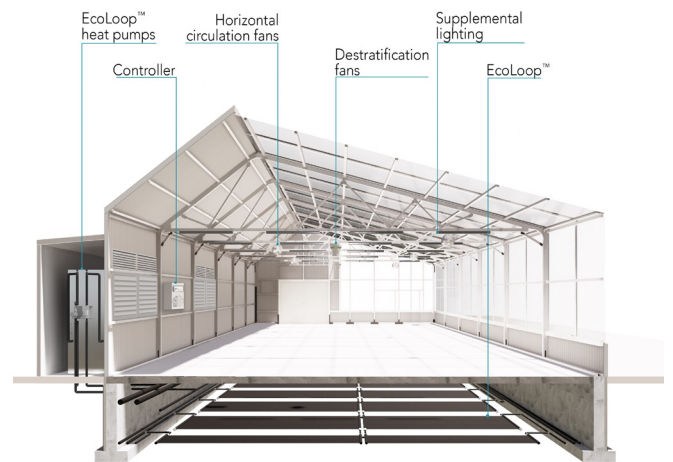 EcoLoop™
heat pumps
Controller
Horizontal
circulation fans
Destratification
fans
Supplemental
lighting
EcoLoop™